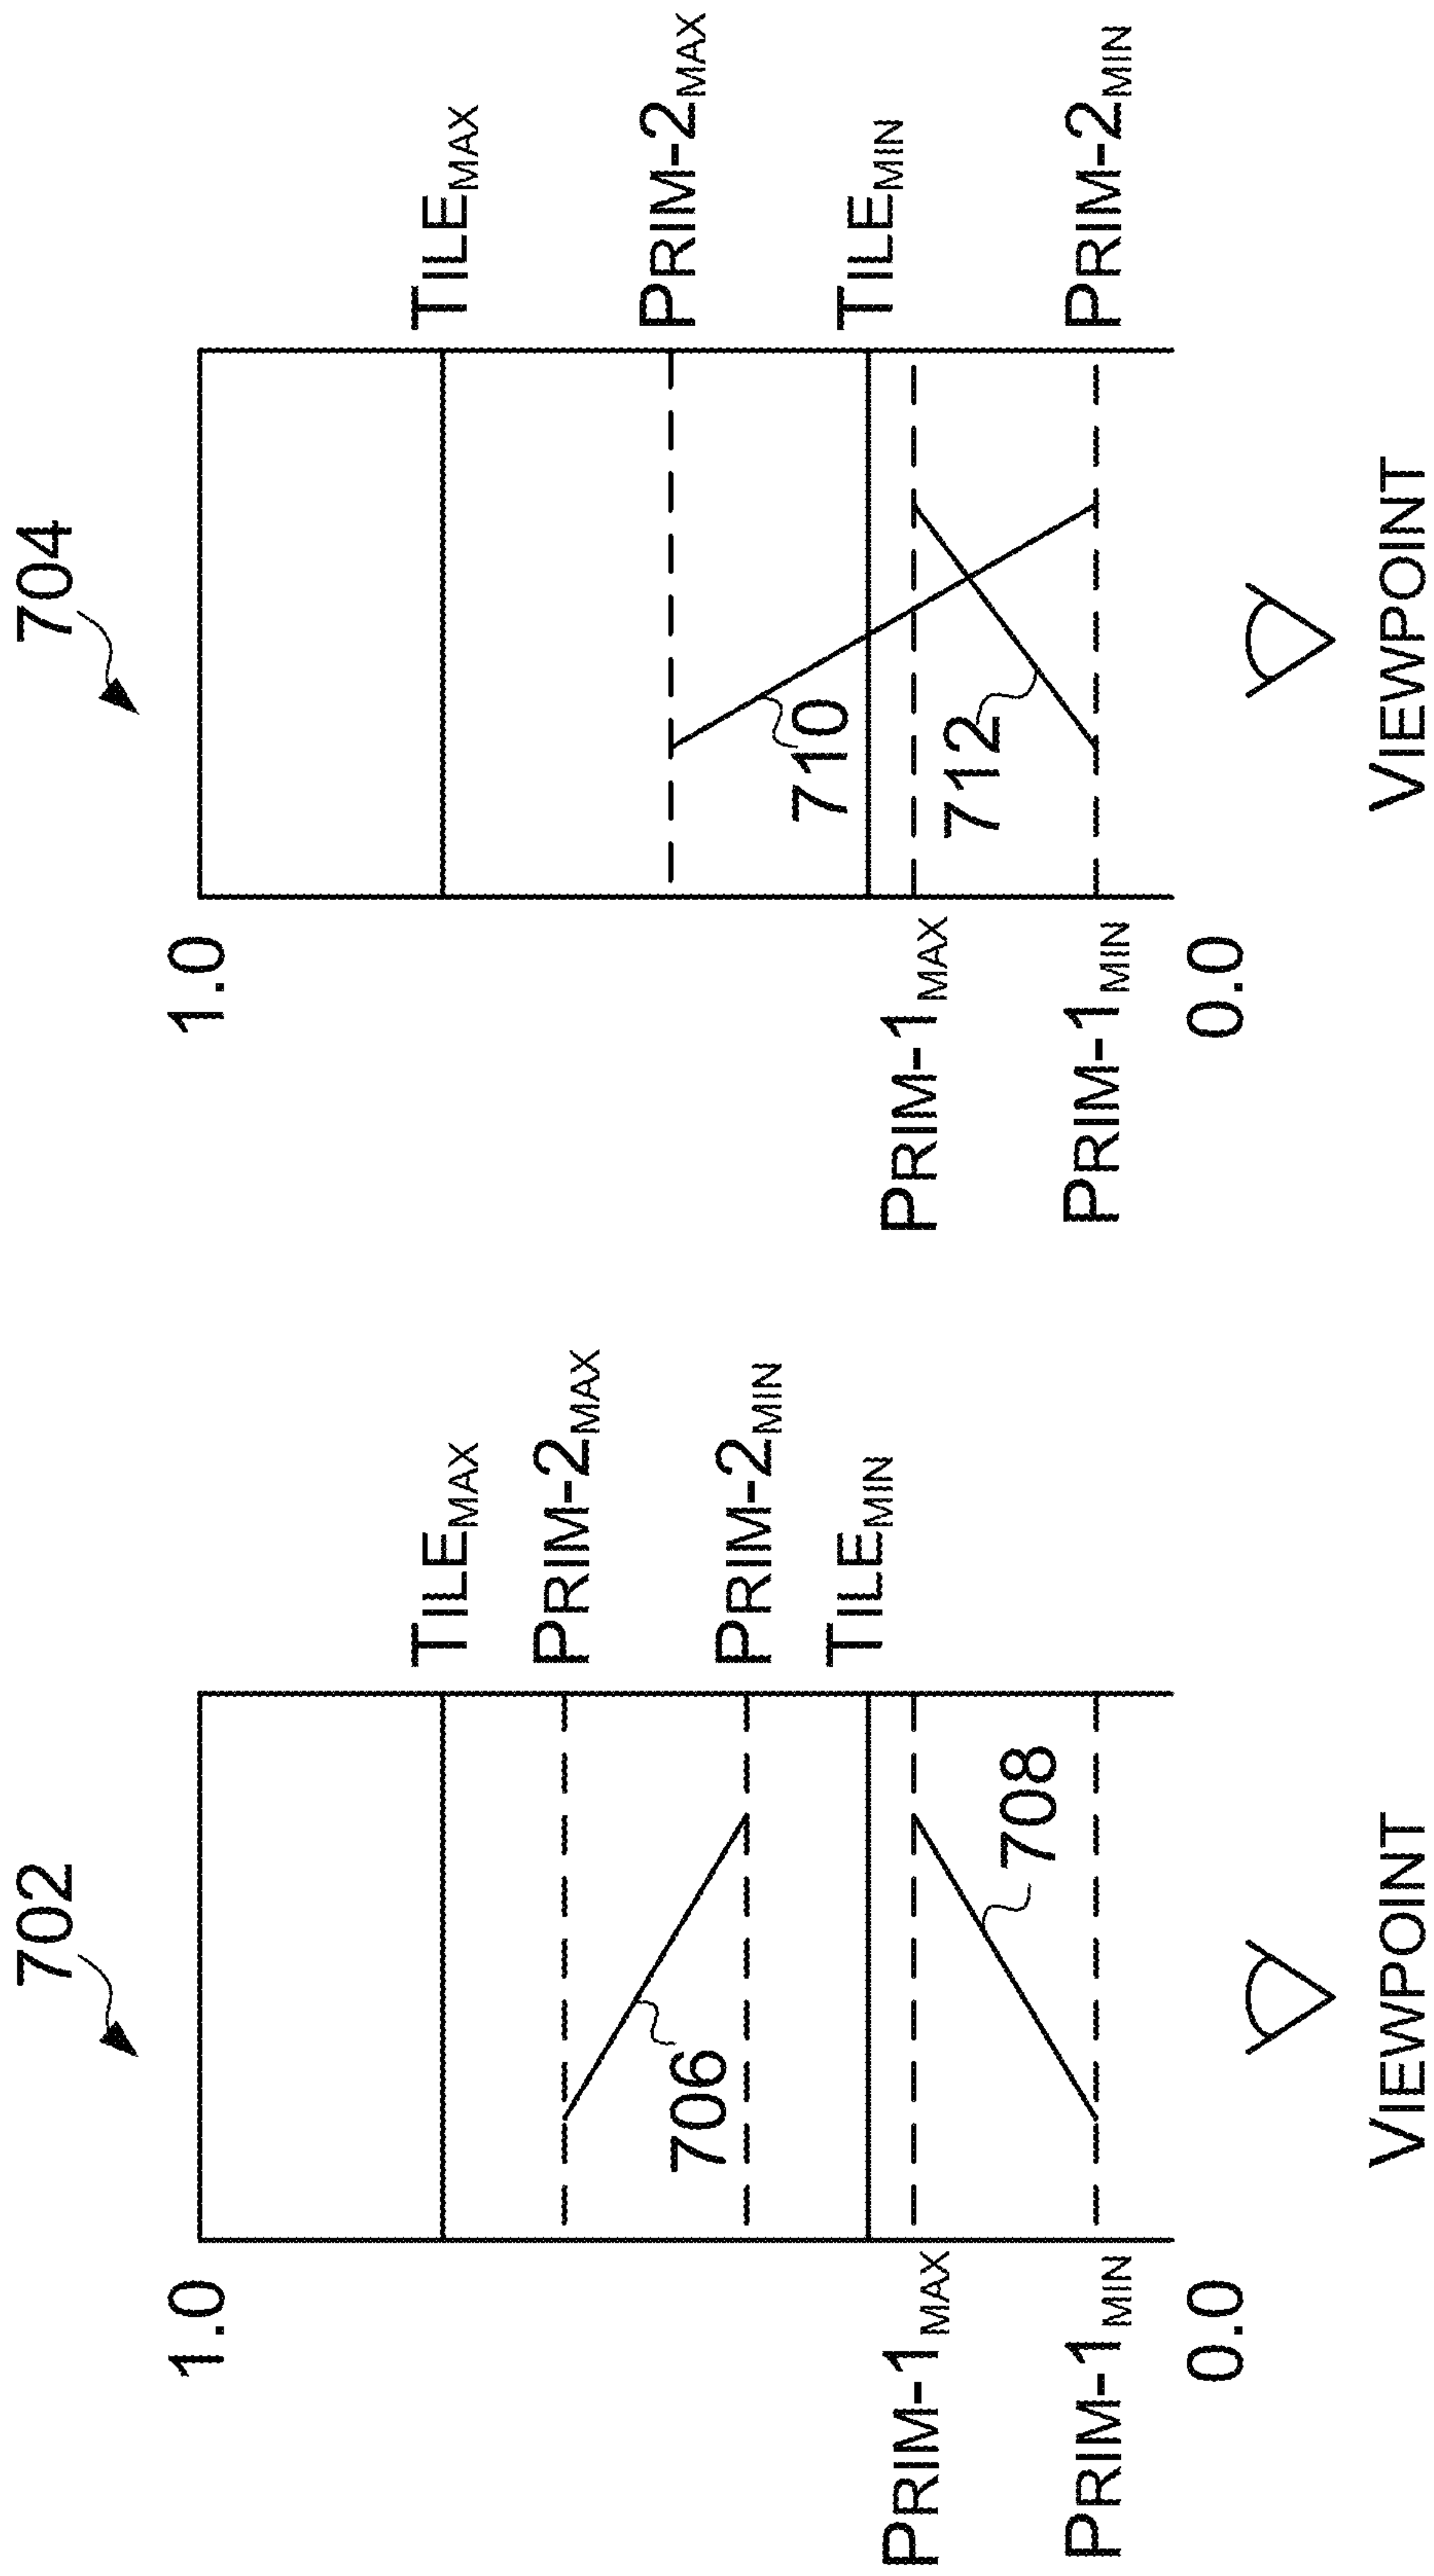 702
1.0
TILEMAX
PRIM-2MAX
706
PRIM-2MIN
TILEMIN
PRIM-1MAX
708
PRIM-1MIN
0.0
VIEWPOINT
704
1.0
TILEMAX
PRIM-2MAX
710
TILEMIN
PRIM-1MAX
712
PRIM-1MIN
PRIM-2MIN
0.0
VIEWPOINT